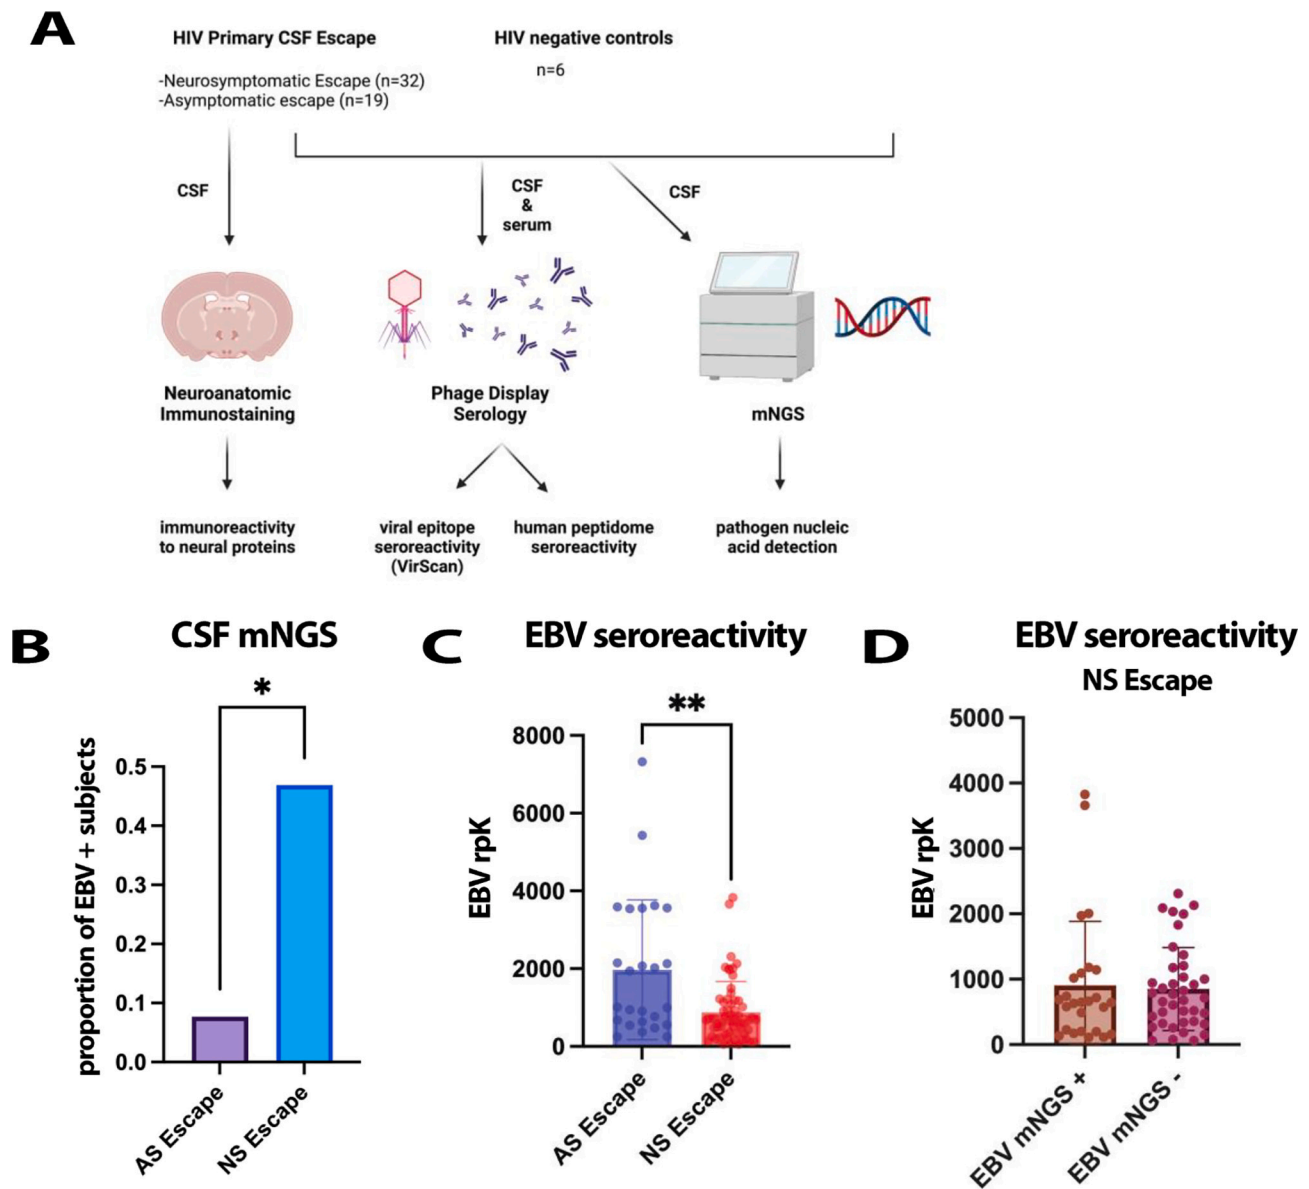 A
HIV Primary CSF Escape
HIV negative controls
-Neurosymptomatic Escape (n=32)
-Asymptomatic escape (n=19)
n=6
CSF
CSF
&
serum
CSF
Neuroanatomic
Immunostaining
Phage Display
Serology
mNGS
immunoreactivity
to neural proteins
viral epitope
seroreactivity
(VirScan)
human peptidome
seroreactivity
pathogen nucleic
acid detection
B
CSF mNGS
*
proportion of EBV + subjects
0.5
0.4
0.3
0.2
0.1
0.0
AS Escape
NS Escape
C
EBV seroreactivity
**
EBV rpK
8000
6000
4000
2000
0
AS Escape
NS Escape
D
EBV seroreactivity
NS Escape
EBV rpK
5000
4000
3000
2000
1000
0
EBV mNGS +
EBV mNGS -